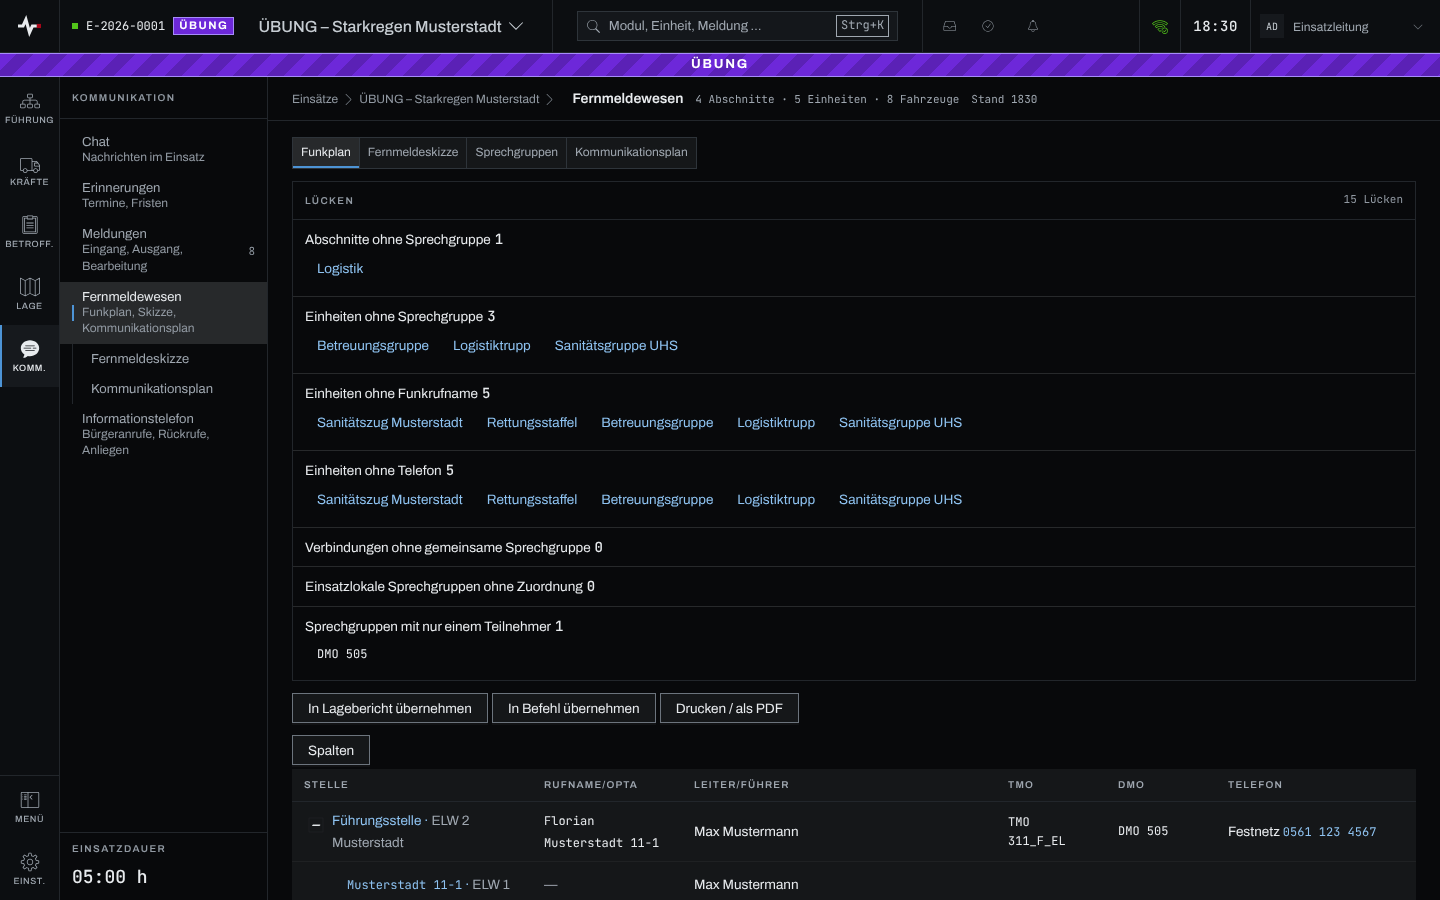 E-2026-0001 ÜBUNG ÜBUNG – Starkregen Musterstadt Modul, Einheit, Meldung ... Strg+K 18:30 AD Einsatzleitung
ÜBUNG
FÜHRUNG
KRÄFTE
BETROFF.
LAGE
KOMM.
MENÜ
EINST.
KOMMUNIKATION
Chat
Nachrichten im Einsatz
Erinnerungen
Termine, Fristen
Meldungen
Eingang, Ausgang,
Bearbeitung
8
Fernmeldewesen
Funkplan, Skizze,
Kommunikationsplan
Fernmeldeskizze
Kommunikationsplan
Informationstelefon
Bürgeranrufe, Rückrufe,
Anliegen
EINSATZDAUER
05:00 h
Einsätze ÜBUNG – Starkregen Musterstadt Fernmeldewesen 4 Abschnitte · 5 Einheiten · 8 Fahrzeuge Stand 1830
Funkplan Fernmeldeskizze Sprechgruppen Kommunikationsplan
LÜCKEN 15 Lücken
Abschnitte ohne Sprechgruppe 1
Logistik
Einheiten ohne Sprechgruppe 3
Betreuungsgruppe Logistiktrupp Sanitätsgruppe UHS
Einheiten ohne Funkrufname 5
Sanitätszug Musterstadt Rettungsstaffel Betreuungsgruppe Logistiktrupp Sanitätsgruppe UHS
Einheiten ohne Telefon 5
Sanitätszug Musterstadt Rettungsstaffel Betreuungsgruppe Logistiktrupp Sanitätsgruppe UHS
Verbindungen ohne gemeinsame Sprechgruppe 0
Einsatzlokale Sprechgruppen ohne Zuordnung 0
Sprechgruppen mit nur einem Teilnehmer 1
DMO 505
In Lagebericht übernehmen In Befehl übernehmen Drucken / als PDF
Spalten
STELLE RUFNAME/OPTA LEITER/FÜHRER TMO DMO TELEFON
Führungsstelle · ELW 2
Musterstadt
Florian
Musterstadt 11-1
Max Mustermann
TMO
311_F_EL
DMO 505
Festnetz 0561 123 4567
Musterstadt 11-1 · ELW 1 — Max Mustermann